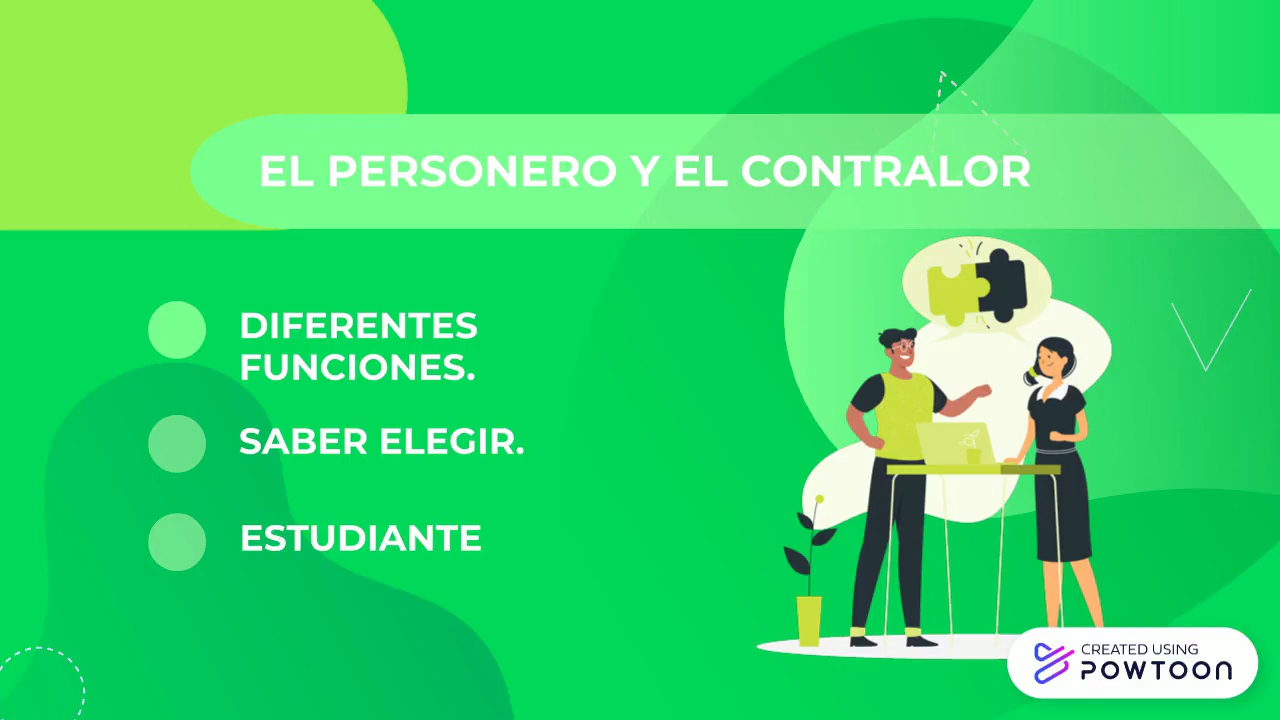 EL PERSONERO Y EL CONTRALOR
DIFERENTES
FUNCIONES.
SABER ELEGIR.
ESTUDIANTE
CREATED USING
POWTOON